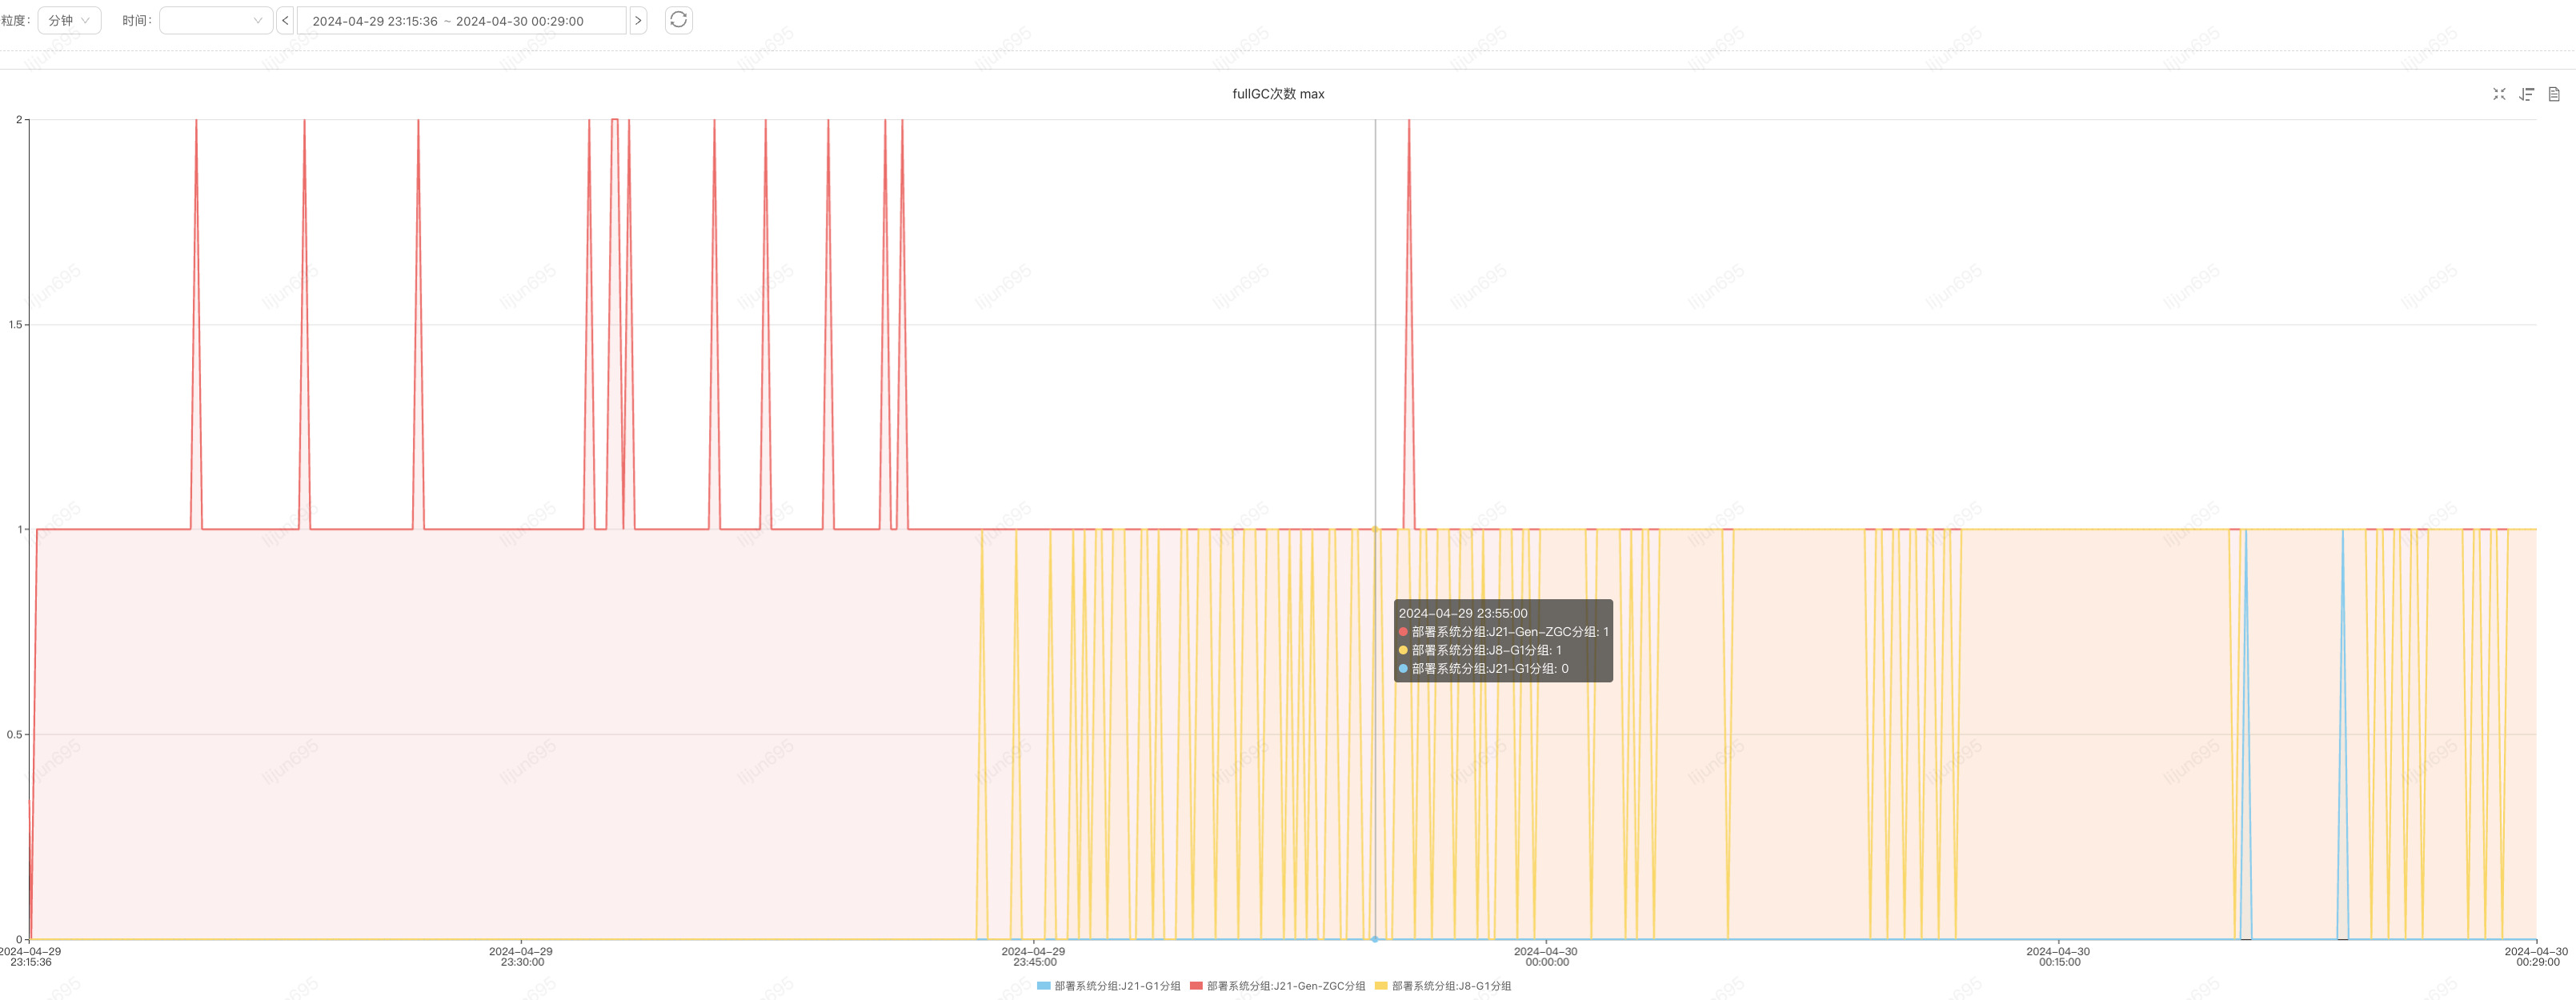 粒度: 分钟 时间: 2024-04-29 23:15:36 ~ 2024-04-30 00:29:00
fullGC次数 max
2
1.5
1
0.5
0
2024-04-29 23:55:00
部署系统分组:J21-Gen-ZGC分组: 1
部署系统分组:J8-G1分组: 1
部署系统分组:J21-G1分组: 0
2024-04-29 2024-04-29 2024-04-29 2024-04-30 2024-04-30 2024-04-30
23:15:36 23:30:00 23:45:00 00:00:00 00:15:00 00:29:00
部署系统分组:J21-G1分组 部署系统分组:J21-Gen-ZGC分组 部署系统分组:J8-G1分组
lijun695